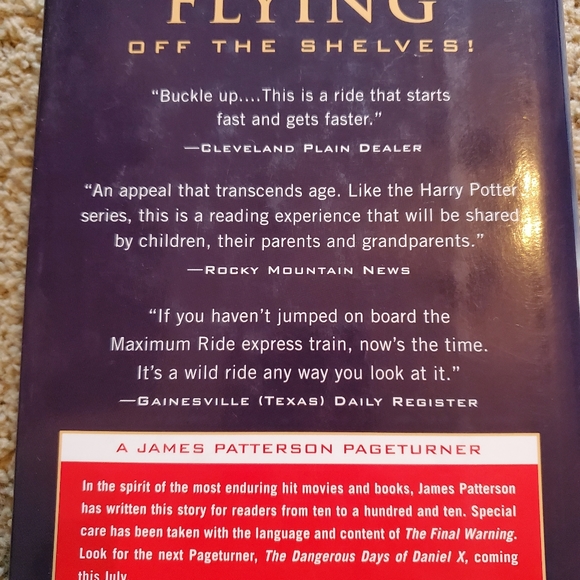 FLYING
OFF THE SHELVES!
“Buckle up....This is a ride that starts
fast and gets faster.”
—CLEVELAND PLAIN DEALER
“An appeal that transcends age. Like the Harry Potter
series, this is a reading experience that will be shared
by children, their parents and grandparents.”
—ROCKY MOUNTAIN NEWS
“If you haven’t jumped on board the
Maximum Ride express train, now’s the time.
It’s a wild ride any way you look at it.”
—GAINESVILLE (TEXAS) DAILY REGISTER
A JAMES PATTERSON PAGETURNER
In the spirit of the most enduring hit movies and books, James Patterson
has written this story for readers from ten to a hundred and ten. Special
care has been taken with the language and content of The Final Warning.
Look for the next Pageturner, The Dangerous Days of Daniel X, coming
this July